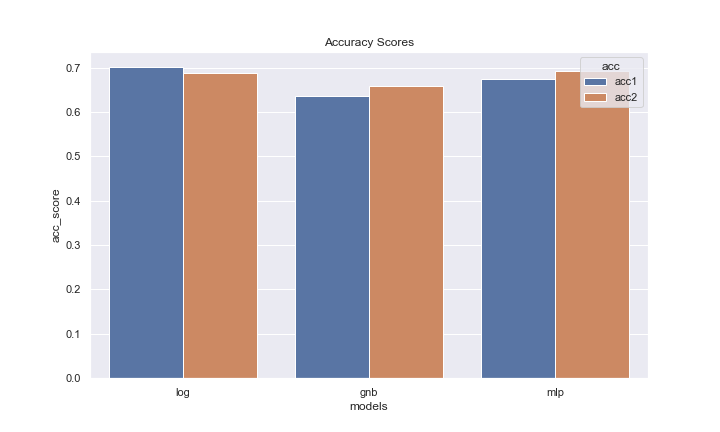 Accuracy Scores
acc
acc1
acc2
0.7
0.6
0.5
0.4
0.3
0.2
0.1
0.0
acc_score
log
gnb
mlp
models